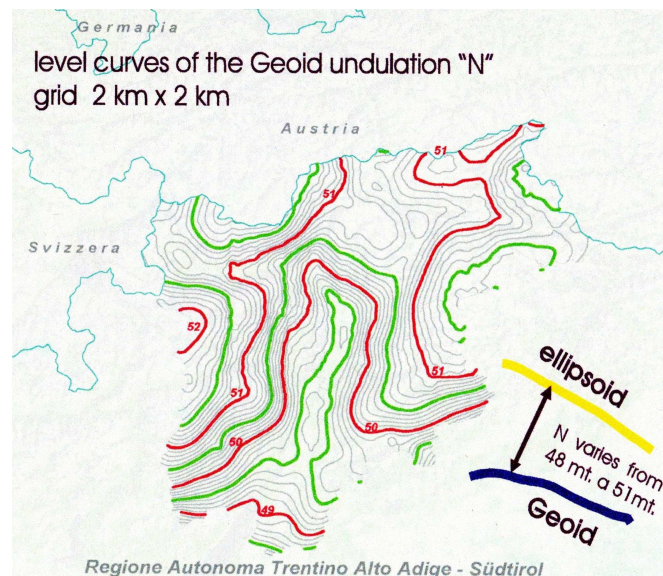 Germania
level curves of the Geoid undulation "N"
grid 2 km x 2 km
Austria
51
51
Svizzera
52
51
51
50
50
49
ellipsoid
N varies from
48 mt. a 51mt.
Geoid
Regione Autonoma Trentino Alto Adige - Südtirol